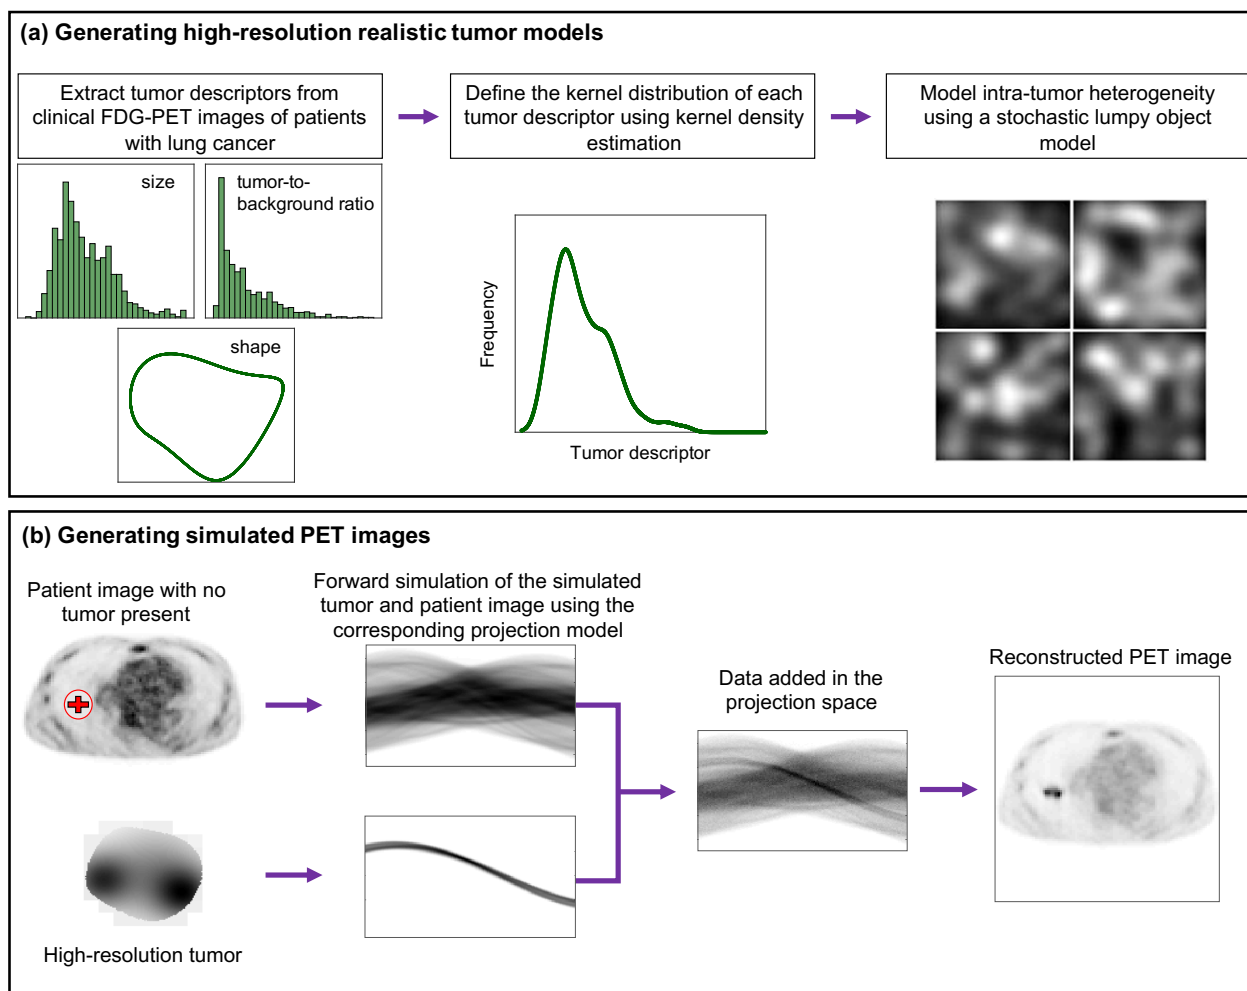 (a) Generating high-resolution realistic tumor models
Extract tumor descriptors from
clinical FDG-PET images of patients
with lung cancer
Define the kernel distribution of each
tumor descriptor using kernel density
estimation
Model intra-tumor heterogeneity
using a stochastic lumpy object
model
size
tumor-to-
background ratio
shape
Frequency
Tumor descriptor
(b) Generating simulated PET images
Patient image with no
tumor present
Forward simulation of the simulated
tumor and patient image using the
corresponding projection model
Data added in the
projection space
Reconstructed PET image
High-resolution tumor